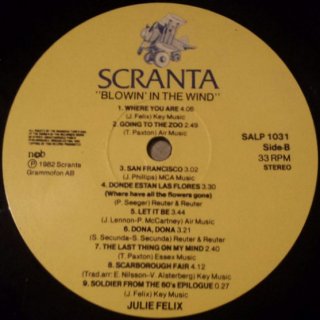 SCRANTA
"BLOWIN' IN THE WIND"
SALP 1031
Side-B
33 RPM
STEREO
1. WHERE YOU ARE 4.06
(J. Felix) Key Music
2. GOING TO THE ZOO 2.49
(T. Paxton) Air Music
ncb
℗ 1982 Scranta
Grammofon AB
3. SAN FRANCISCO 3.02
(J. Phillips) MCA Music
4. DONDE ESTAN LAS FLORES 3.30
(Where have all the flowers gone)
(P. Seeger) Reuter & Reuter
5. LET IT BE 3.44
(J. Lennon-P. McCartney) Air Music
6. DONA, DONA 3.21
(S. Secunda-S. Secunda) Reuter & Reuter
7. THE LAST THING ON MY MIND 2.40
(T. Paxton) Essex Music
8. SCARBOROUGH FAIR 4.12
(Trad.arr: E. Nilsson-V. Alsterberg) Key Music
9. SOLDIER FROM THE 60's EPILOGUE 0.27
(J. Felix) Key Music
JULIE FELIX